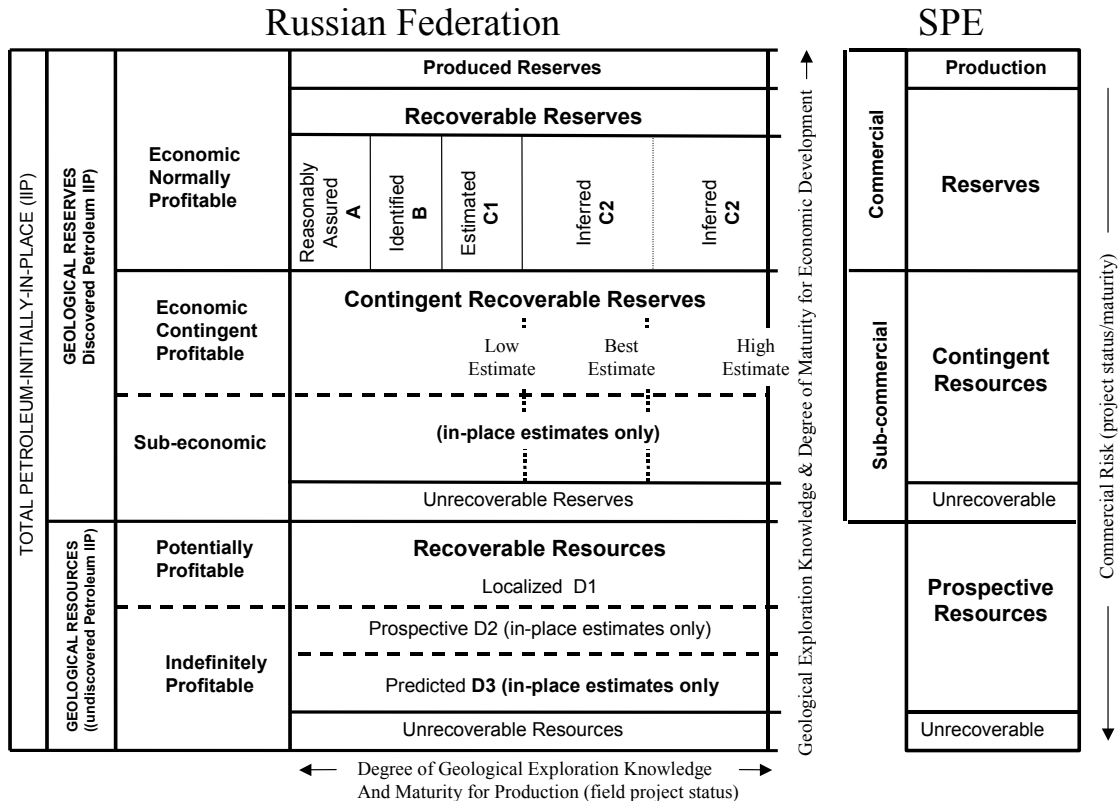 Russian Federation
SPE
TOTAL PETROLEUM-INITIALLY-IN-PLACE (IIP)
GEOLOGICAL RESERVES
Discovered Petroleum IIP)
Economic
Normally
Profitable
Produced Reserves
Recoverable Reserves
Reasonably
Assured
A
Identified
B
Estimated
C1
Inferred
C2
Inferred
C2
Economic
Contingent
Profitable
Contingent Recoverable Reserves
Low
Estimate
Best
Estimate
High
Estimate
Sub-economic
(in-place estimates only)
Unrecoverable Reserves
GEOLOGICAL RESOURCES
((undiscovered Petroleum IIP)
Potentially
Profitable
Recoverable Resources
Localized D1
Indefinitely
Profitable
Prospective D2 (in-place estimates only)
Predicted D3 (in-place estimates only
Unrecoverable Resources
Degree of Geological Exploration Knowledge
And Maturity for Production (field project status)
Geological Exploration Knowledge & Degree of Maturity for Economic Development
Commercial
Sub-commercial
Production
Reserves
Contingent
Resources
Unrecoverable
Prospective
Resources
Unrecoverable
Commercial Risk (project status/maturity)